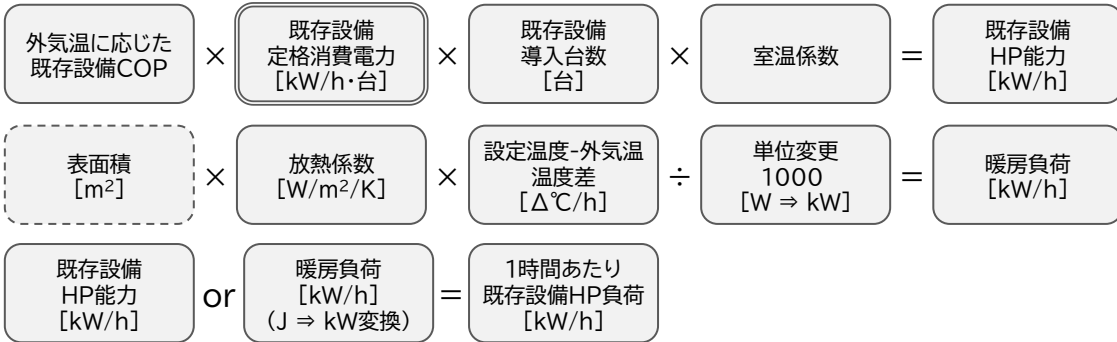 外気温に応じた
既存設備COP
×
既存設備
定格消費電力
[kW/h・台]
×
既存設備
導入台数
[台]
×
室温係数
=
既存設備
HP能力
[kW/h]
表面積
[m²]
×
放熱係数
[W/m²/K]
×
設定温度-外気温
温度差
[Δ℃/h]
÷
単位変更
1000
[W ⇒ kW]
=
暖房負荷
[kW/h]
既存設備
HP能力
[kW/h]
or
暖房負荷
[kW/h]
(J ⇒ kW変換)
=
1時間あたり
既存設備HP負荷
[kW/h]